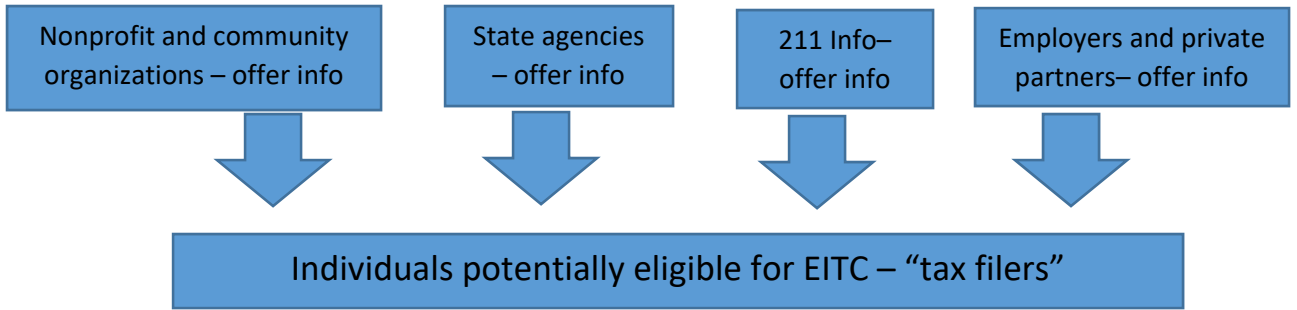 Nonprofit and community
organizations – offer info
State agencies
– offer info
211 Info–
offer info
Employers and private
partners– offer info
Individuals potentially eligible for EITC – “tax filers”